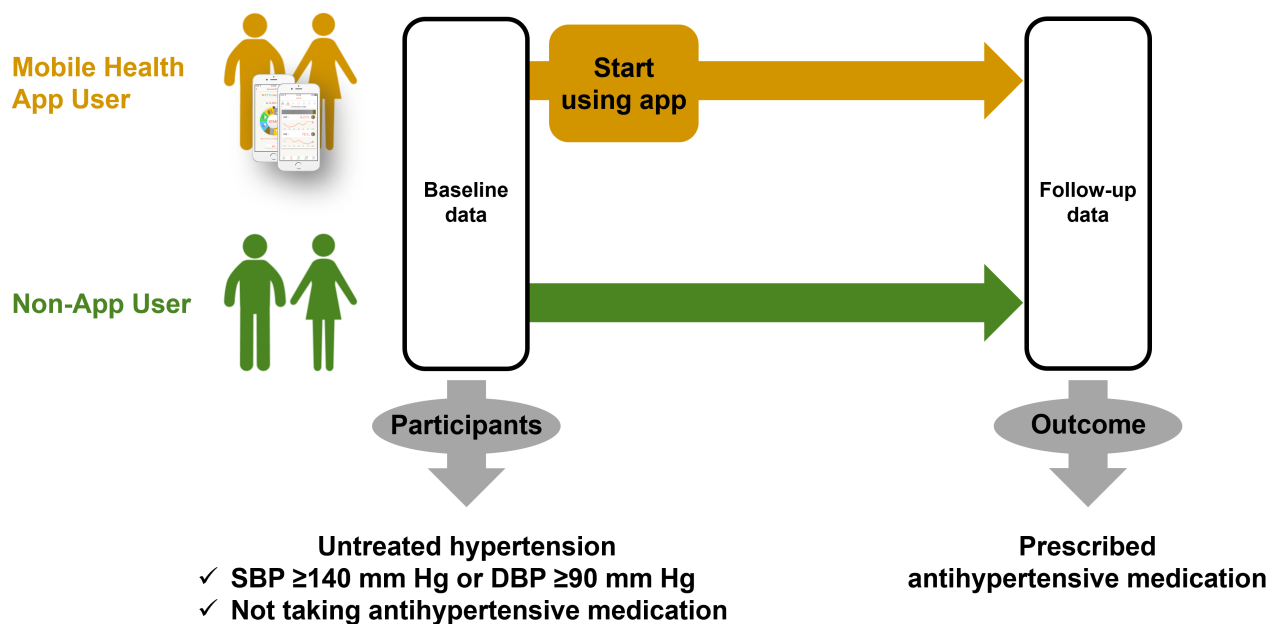 Mobile Health
App User
Start
using app
Baseline
data
Follow-up
data
Non-App User
Participants
Outcome
Untreated hypertension
✓ SBP ≥140 mm Hg or DBP ≥90 mm Hg
✓ Not taking antihypertensive medication
Prescribed
antihypertensive medication